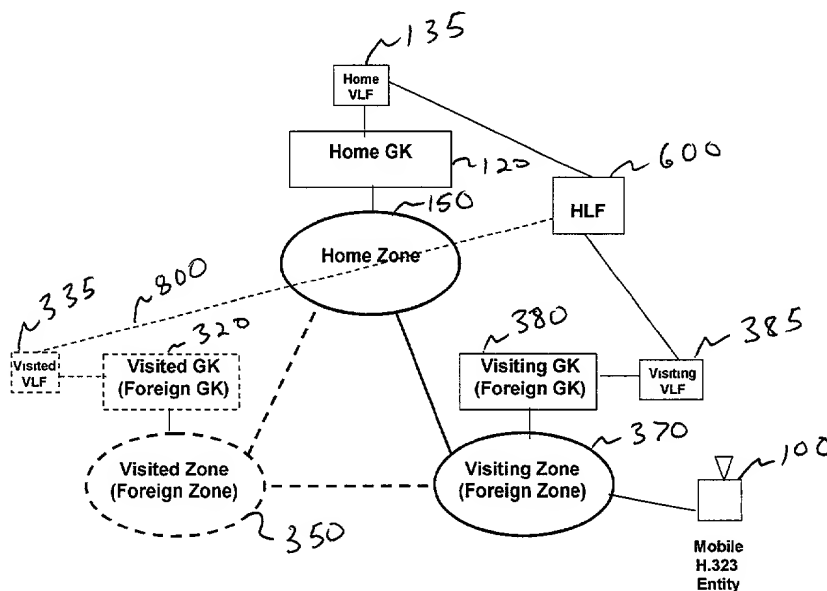 135
Home
VLF
Home GK
120
600
150
HLF
Home Zone
335
800
320
380
385
Visited
VLF
Visited GK
(Foreign GK)
Visiting GK
(Foreign GK)
Visiting
VLF
370
Visited Zone
(Foreign Zone)
Visiting Zone
(Foreign Zone)
100
350
Mobile
H.323
Entity